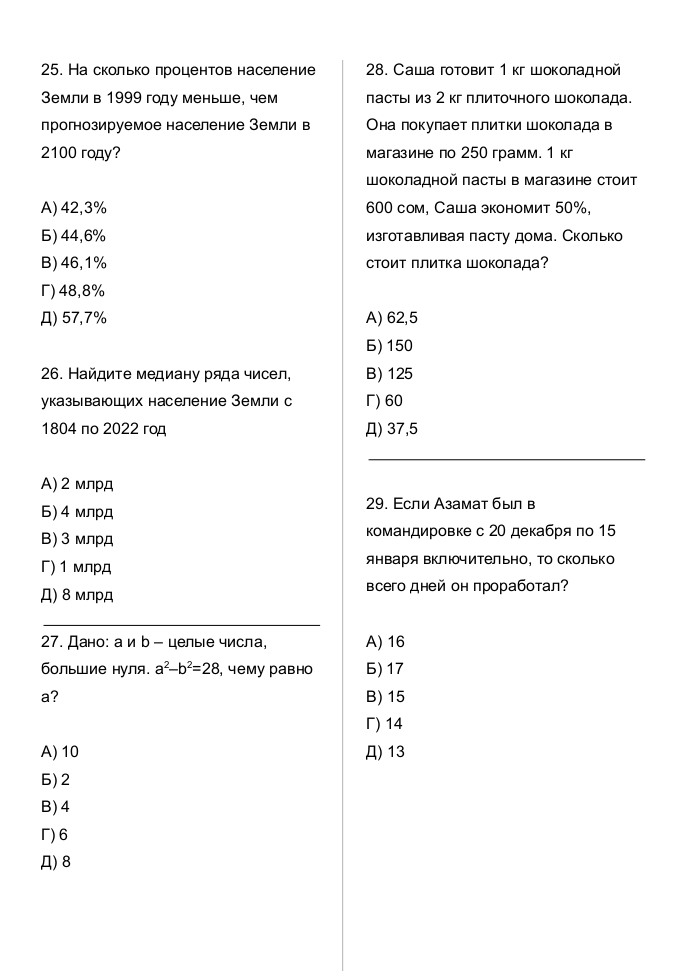 25. На сколько процентов население
Земли в 1999 году меньше, чем
прогнозируемое население Земли в
2100 году?
А) 42,3%
Б) 44,6%
В) 46,1%
Г) 48,8%
Д) 57,7%
26. Найдите медиану ряда чисел,
указывающих население Земли с
1804 по 2022 год
А) 2 млрд
Б) 4 млрд
В) 3 млрд
Г) 1 млрд
Д) 8 млрд
27. Дано: a и b – целые числа,
большие нуля. a²–b²=28, чему равно
a?
А) 10
Б) 2
В) 4
Г) 6
Д) 8
28. Саша готовит 1 кг шоколадной
пасты из 2 кг плиточного шоколада.
Она покупает плитки шоколада в
магазине по 250 грамм. 1 кг
шоколадной пасты в магазине стоит
600 сом, Саша экономит 50%,
изготавливая пасту дома. Сколько
стоит плитка шоколада?
А) 62,5
Б) 150
В) 125
Г) 60
Д) 37,5
29. Если Азамат был в
командировке с 20 декабря по 15
января включительно, то сколько
всего дней он проработал?
А) 16
Б) 17
В) 15
Г) 14
Д) 13